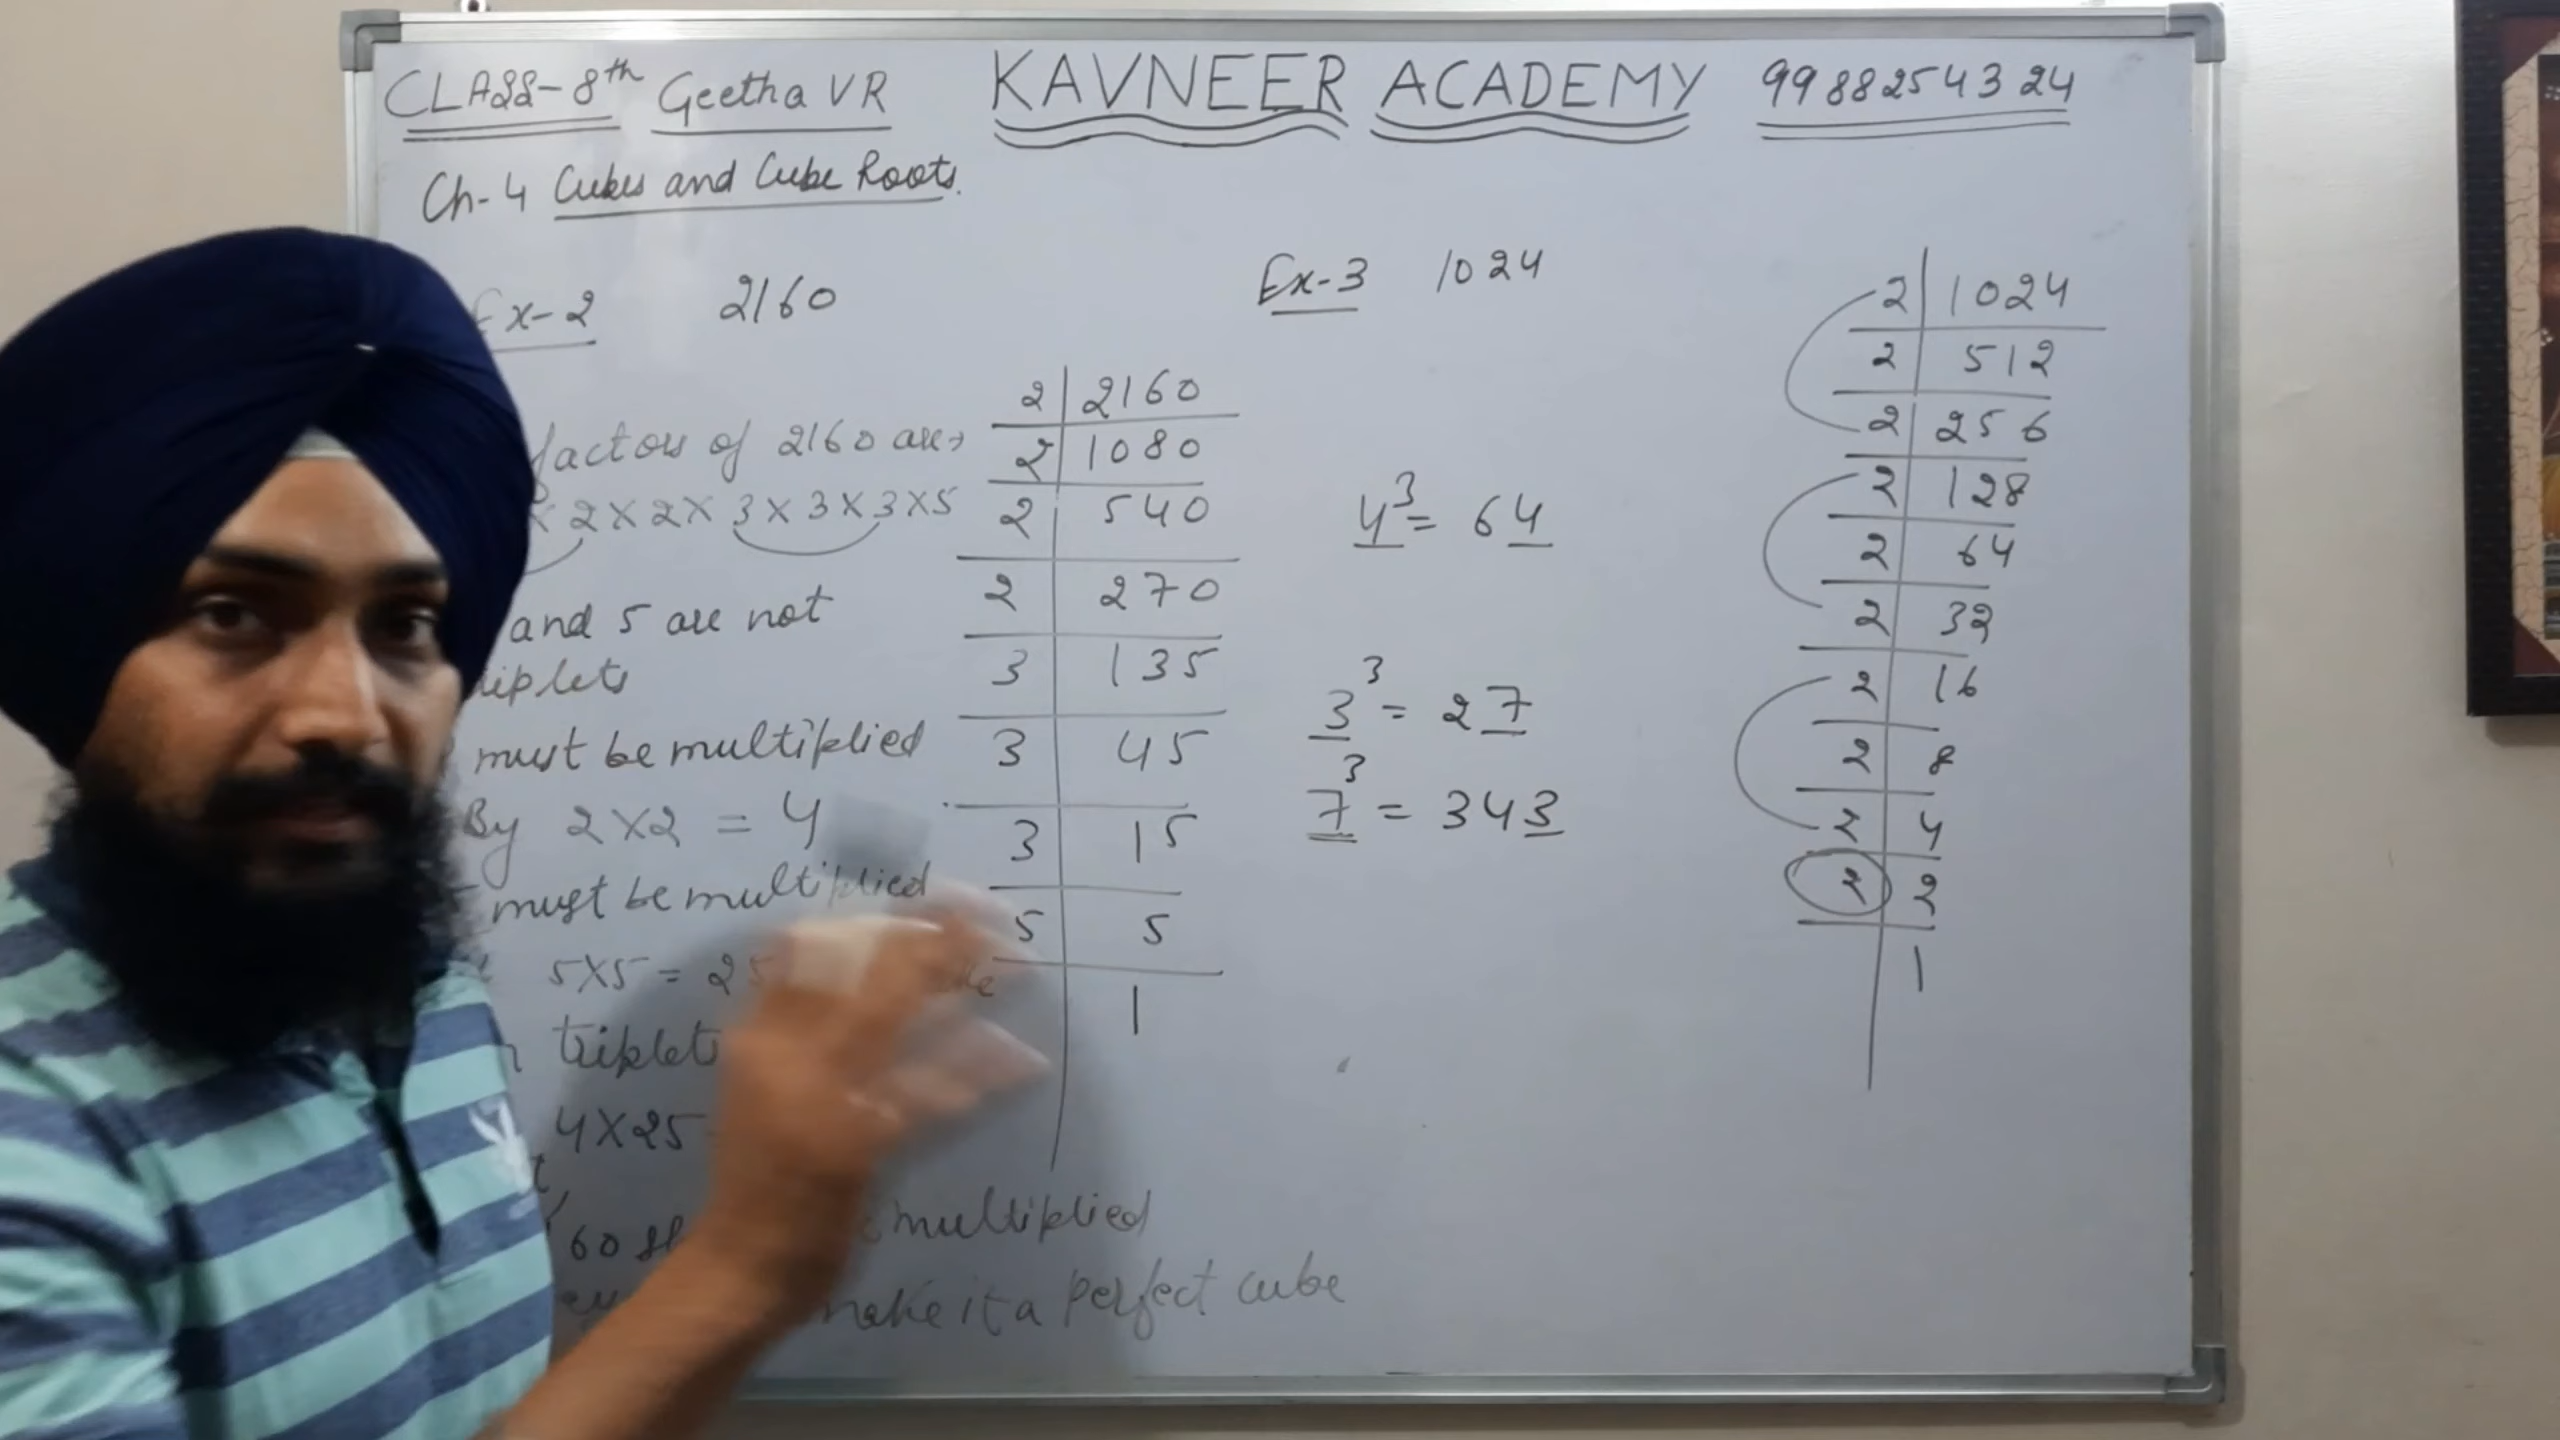 CLASS-8th Geetha VR KAVNEER ACADEMY 9988254324
Ch-4 Cubes and Cube Roots.
Ex-2 2160
factors of 2160 are→
× 2 × 2 × 3 × 3 × 3 × 5
and 5 are not
must be multiplied
By 2×2 = 4
must be multiplied
5×5 = 25
triplets
4×25
60 multiplied
make it a perfect cube
2 | 2160
2 | 1080
2 | 540
2 | 270
3 | 135
3 | 45
3 | 15
5 | 5
1
Ex-3 1024
4³ = 64
3³ = 27
7³ = 343
2 | 1024
2 | 512
2 | 256
2 | 128
2 | 64
2 | 32
2 | 16
2 | 8
2 | 4
2 | 2
1